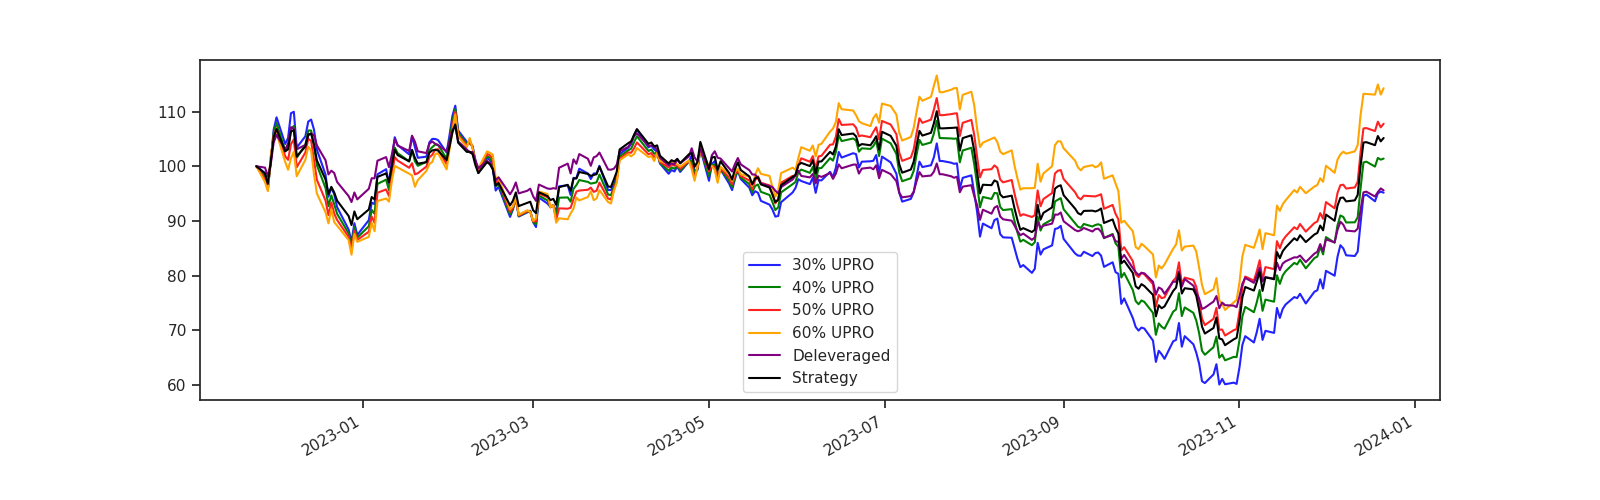 110
100
90
80
70
60
30% UPRO
40% UPRO
50% UPRO
60% UPRO
Deleveraged
Strategy
2023-01
2023-03
2023-05
2023-07
2023-09
2023-11
2024-01